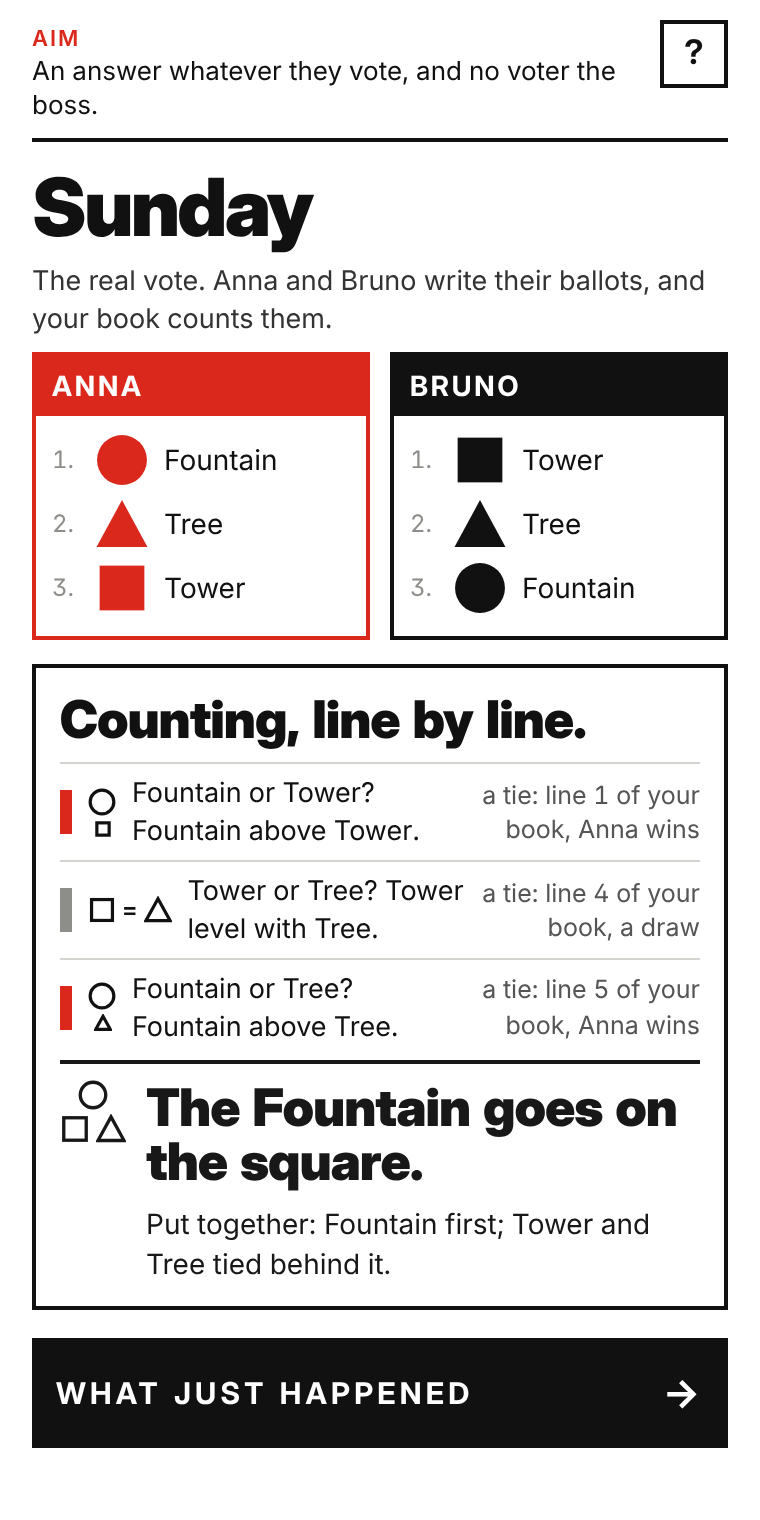 AIM
An answer whatever they vote, and no voter the
boss.
?
Sunday
The real vote. Anna and Bruno write their ballots, and
your book counts them.
ANNA
1. Fountain
2. Tree
3. Tower
BRUNO
1. Tower
2. Tree
3. Fountain
Counting, line by line.
Fountain or Tower?
Fountain above Tower.
a tie: line 1 of your
book, Anna wins
=
Tower or Tree? Tower
level with Tree.
a tie: line 4 of your
book, a draw
Fountain or Tree?
Fountain above Tree.
a tie: line 5 of your
book, Anna wins
The Fountain goes on
the square.
Put together: Fountain first; Tower and
Tree tied behind it.
WHAT JUST HAPPENED →